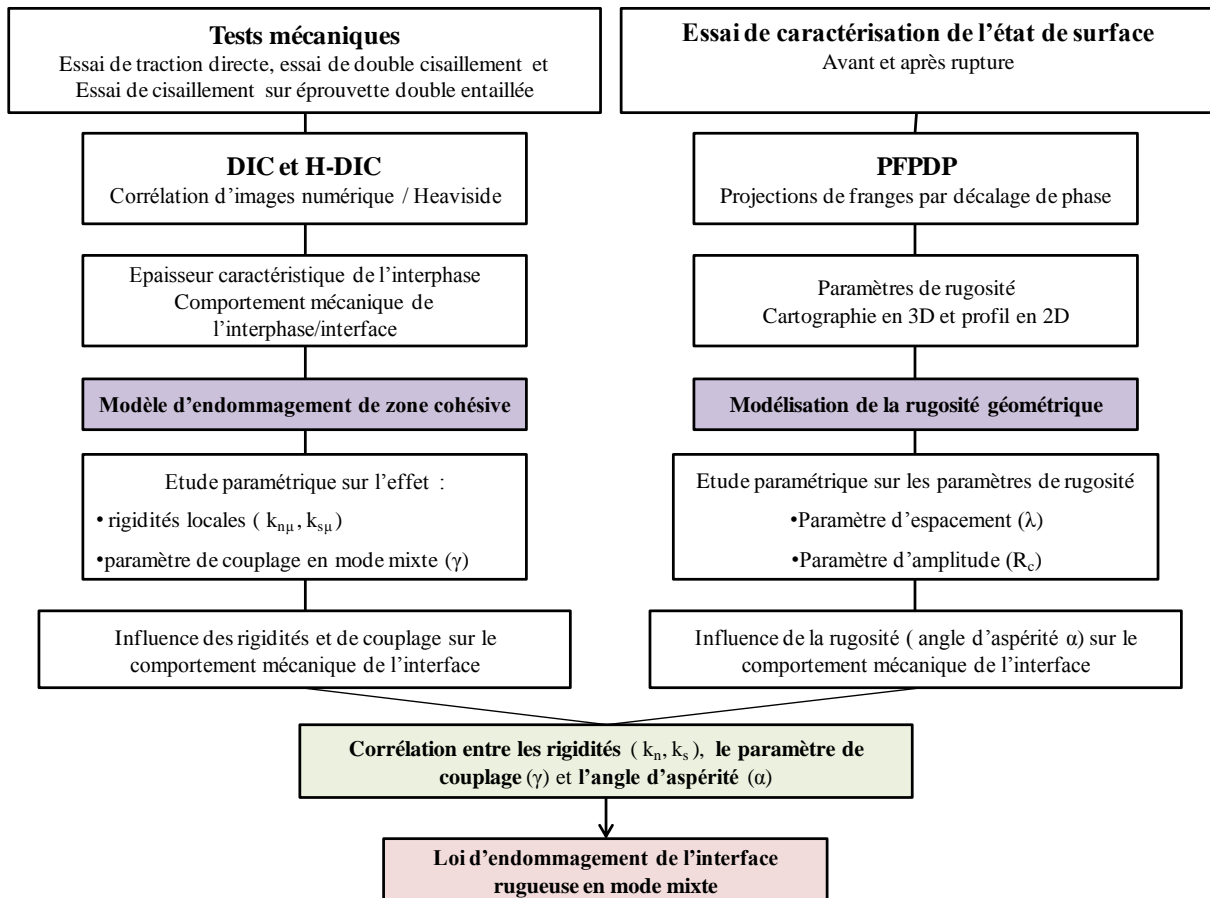 Tests mécaniques
Essai de traction directe, essai de double cisaillement et
Essai de cisaillement sur éprouvette double entaillée
Essai de caractérisation de l’état de surface
Avant et après rupture
DIC et H-DIC
Corrélation d’images numérique / Heaviside
PFPDP
Projections de franges par décalage de phase
Epaisseur caractéristique de l’interphase
Comportement mécanique de
l’interphase/interface
Paramètres de rugosité
Cartographie en 3D et profil en 2D
Modèle d’endommagement de zone cohésive
Modélisation de la rugosité géométrique
Etude paramétrique sur l’effet :
• rigidités locales ( knμ, ksμ)
•paramètre de couplage en mode mixte (γ)
Etude paramétrique sur les paramètres de rugosité
•Paramètre d’espacement (λ)
•Paramètre d’amplitude (Rc)
Influence des rigidités et de couplage sur le
comportement mécanique de l’interface
Influence de la rugosité ( angle d’aspérité α) sur le
comportement mécanique de l’interface
Corrélation entre les rigidités ( kn, ks ), le paramètre de
couplage (γ) et l’angle d’aspérité (α)
Loi d’endommagement de l’interface
rugueuse en mode mixte